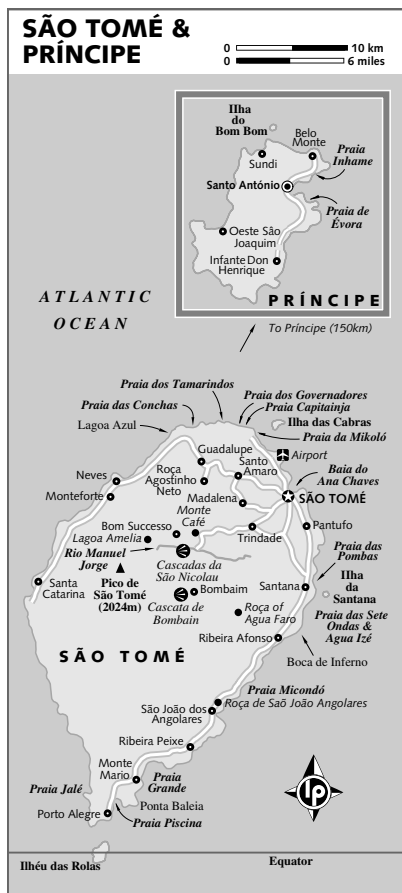 SÃO TOMÉ &
PRÍNCIPE
0 10 km
0 6 miles
Ilha
do
Bom Bom
Belo
Monte
Sundi
Praia
Inhame
Santo António
Praia de
Évora
Oeste São
Joaquim
Infante Don
Henrique
PRÍNCIPE
ATLANTIC
OCEAN
To Príncipe (150km)
Praia dos Tamarindos
Praia das Conchas
Praia dos Governadores
Praia Capitainja
Lagoa Azul
Ilha das Cabras
Praia da Mikoló
Guadalupe
Santo
Amaro
Airport
Roça
Agostinho
Neto
Neves
Baia do
Ana Chaves
Monteforte
Madalena
SÃO TOMÉ
Monte
Café
Bom Successo
Lagoa Amelia
Trindade
Pantufo
Rio Manuel
Jorge
Cascadas da
São Nicolau
Praia das
Pombas
Pico de
São Tomé
(2024m)
Santa
Catarina
Bombaim
Cascata de
Bombain
Santana
Ilha
da
Santana
Roça of
Agua Faro
Praia das Sete
Ondas &
Agua Izé
Ribeira Afonso
SÃO TOMÉ
Boca de Inferno
Praia Micondó
Roça de Saõ João Angolares
São João dos
Angolares
Ribeira Peixe
Monte
Mario
Praia
Grande
Praia Jalé
Ponta Baleia
Porto Alegre
Praia Piscina
lp
Ilhéu das Rolas
Equator